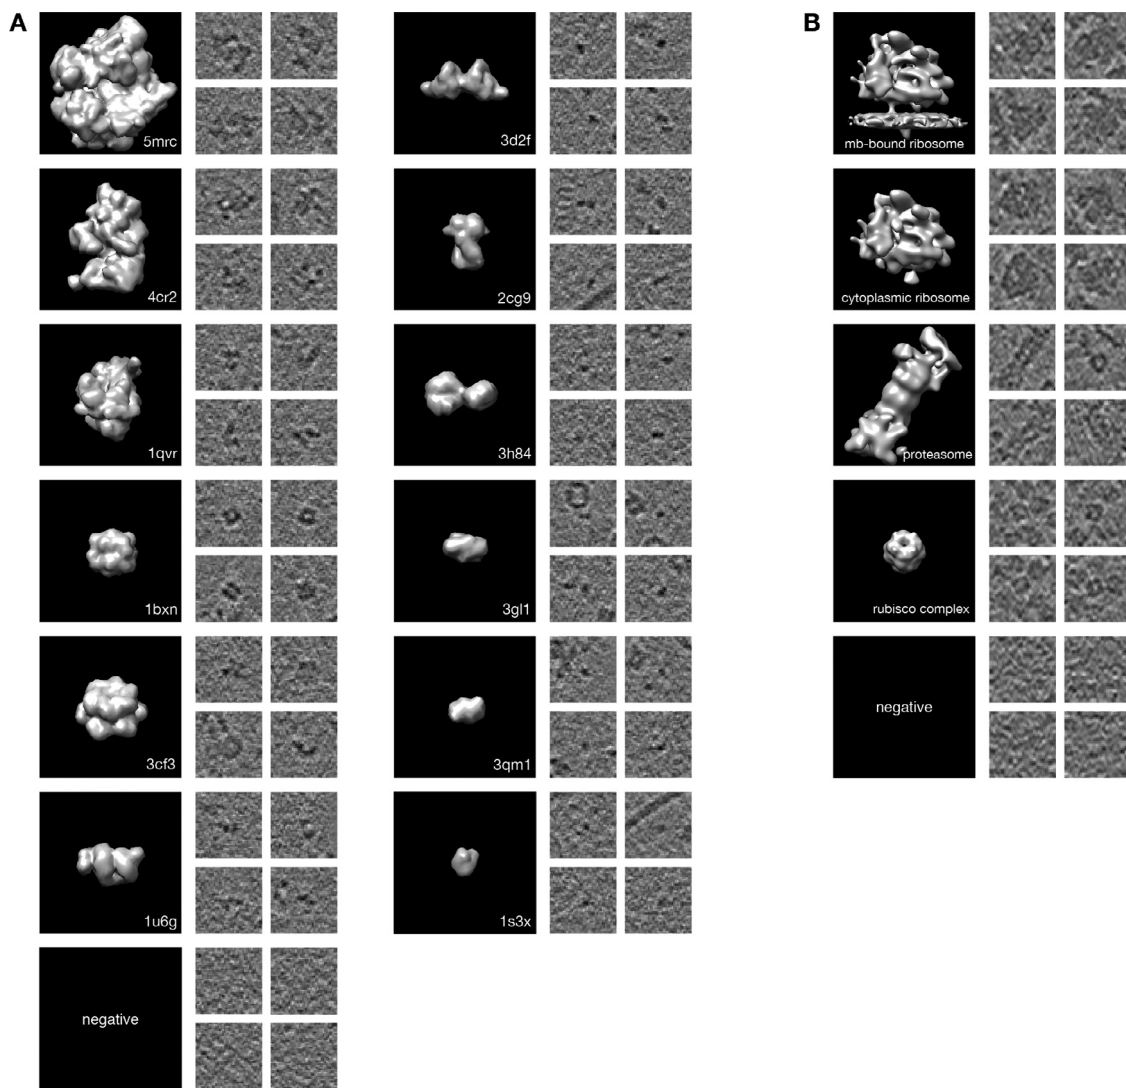 A
5mrc
4cr2
1qvr
1bxn
3cf3
1u6g
negative
3d2f
2cg9
3h84
3gl1
3qm1
1s3x
B
mb-bound ribosome
cytoplasmic ribosome
proteasome
rubisco complex
negative